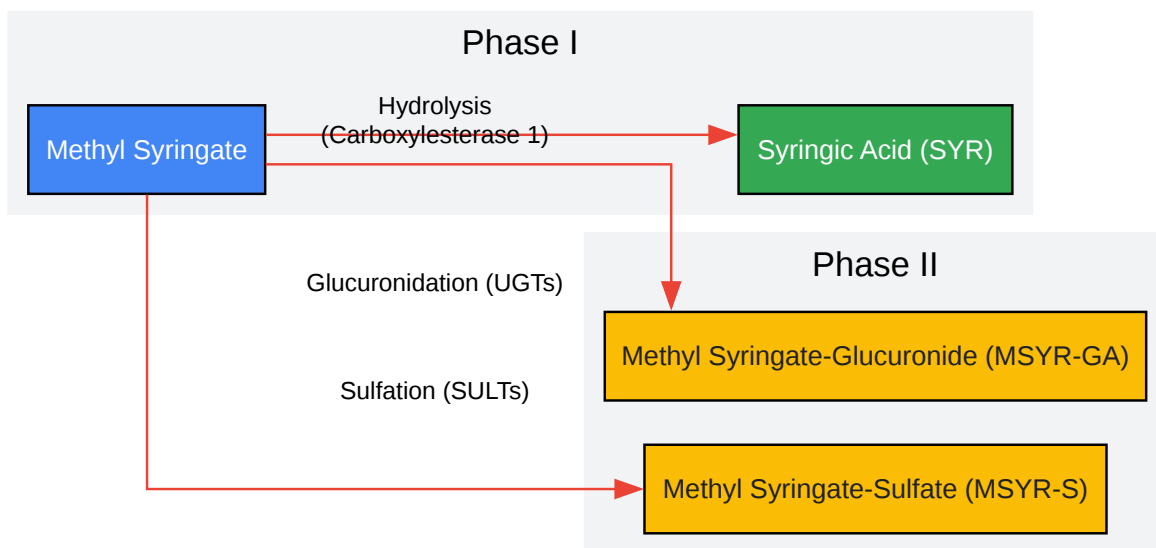 Phase I
Hydrolysis
(Carboxylesterase 1)
Methyl Syringate
Syringic Acid (SYR)
Phase II
Glucuronidation (UGTs)
Methyl Syringate-Glucuronide (MSYR-GA)
Sulfation (SULTs)
Methyl Syringate-Sulfate (MSYR-S)